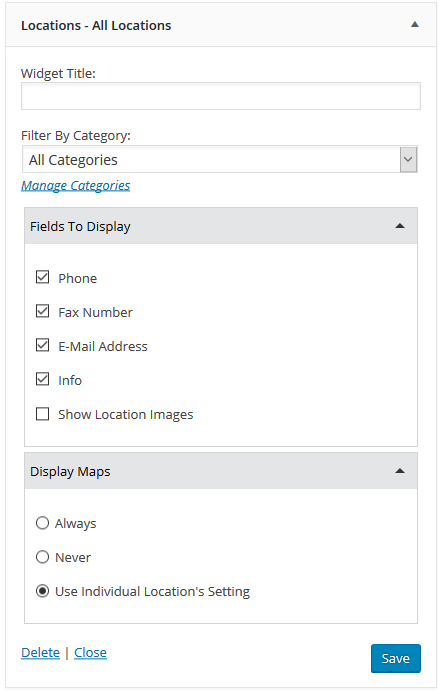 Locations - All Locations
Widget Title:
Filter By Category:
All Categories
Manage Categories
Fields To Display
Phone
Fax Number
E-Mail Address
Info
Show Location Images
Display Maps
Always
Never
Use Individual Location's Setting
Delete | Close
Save